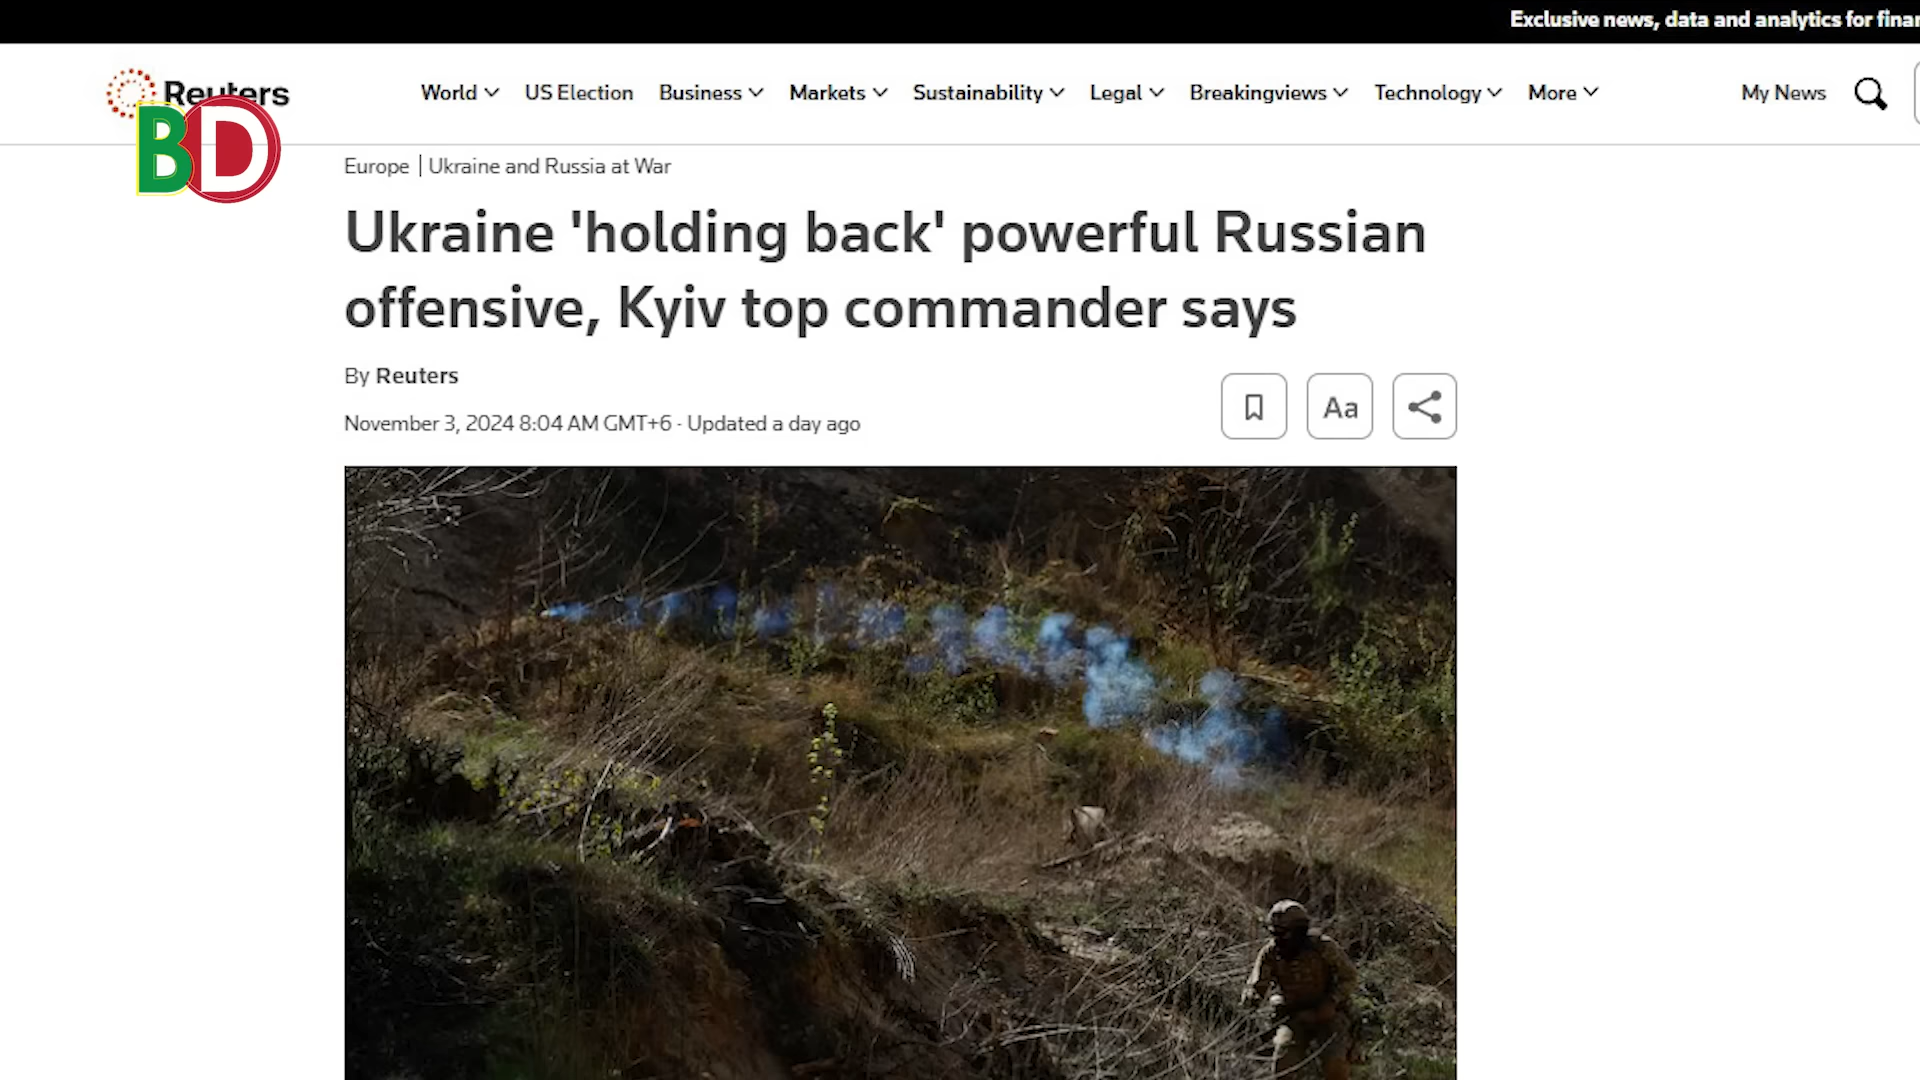 Exclusive news, data and analytics for
Reuters
World US Election Business Markets Sustainability Legal Breakingviews Technology More My News
BD
Europe | Ukraine and Russia at War
Ukraine 'holding back' powerful Russian
offensive, Kyiv top commander says
By Reuters
Aa
November 3, 2024 8:04 AM GMT+6 · Updated a day ago